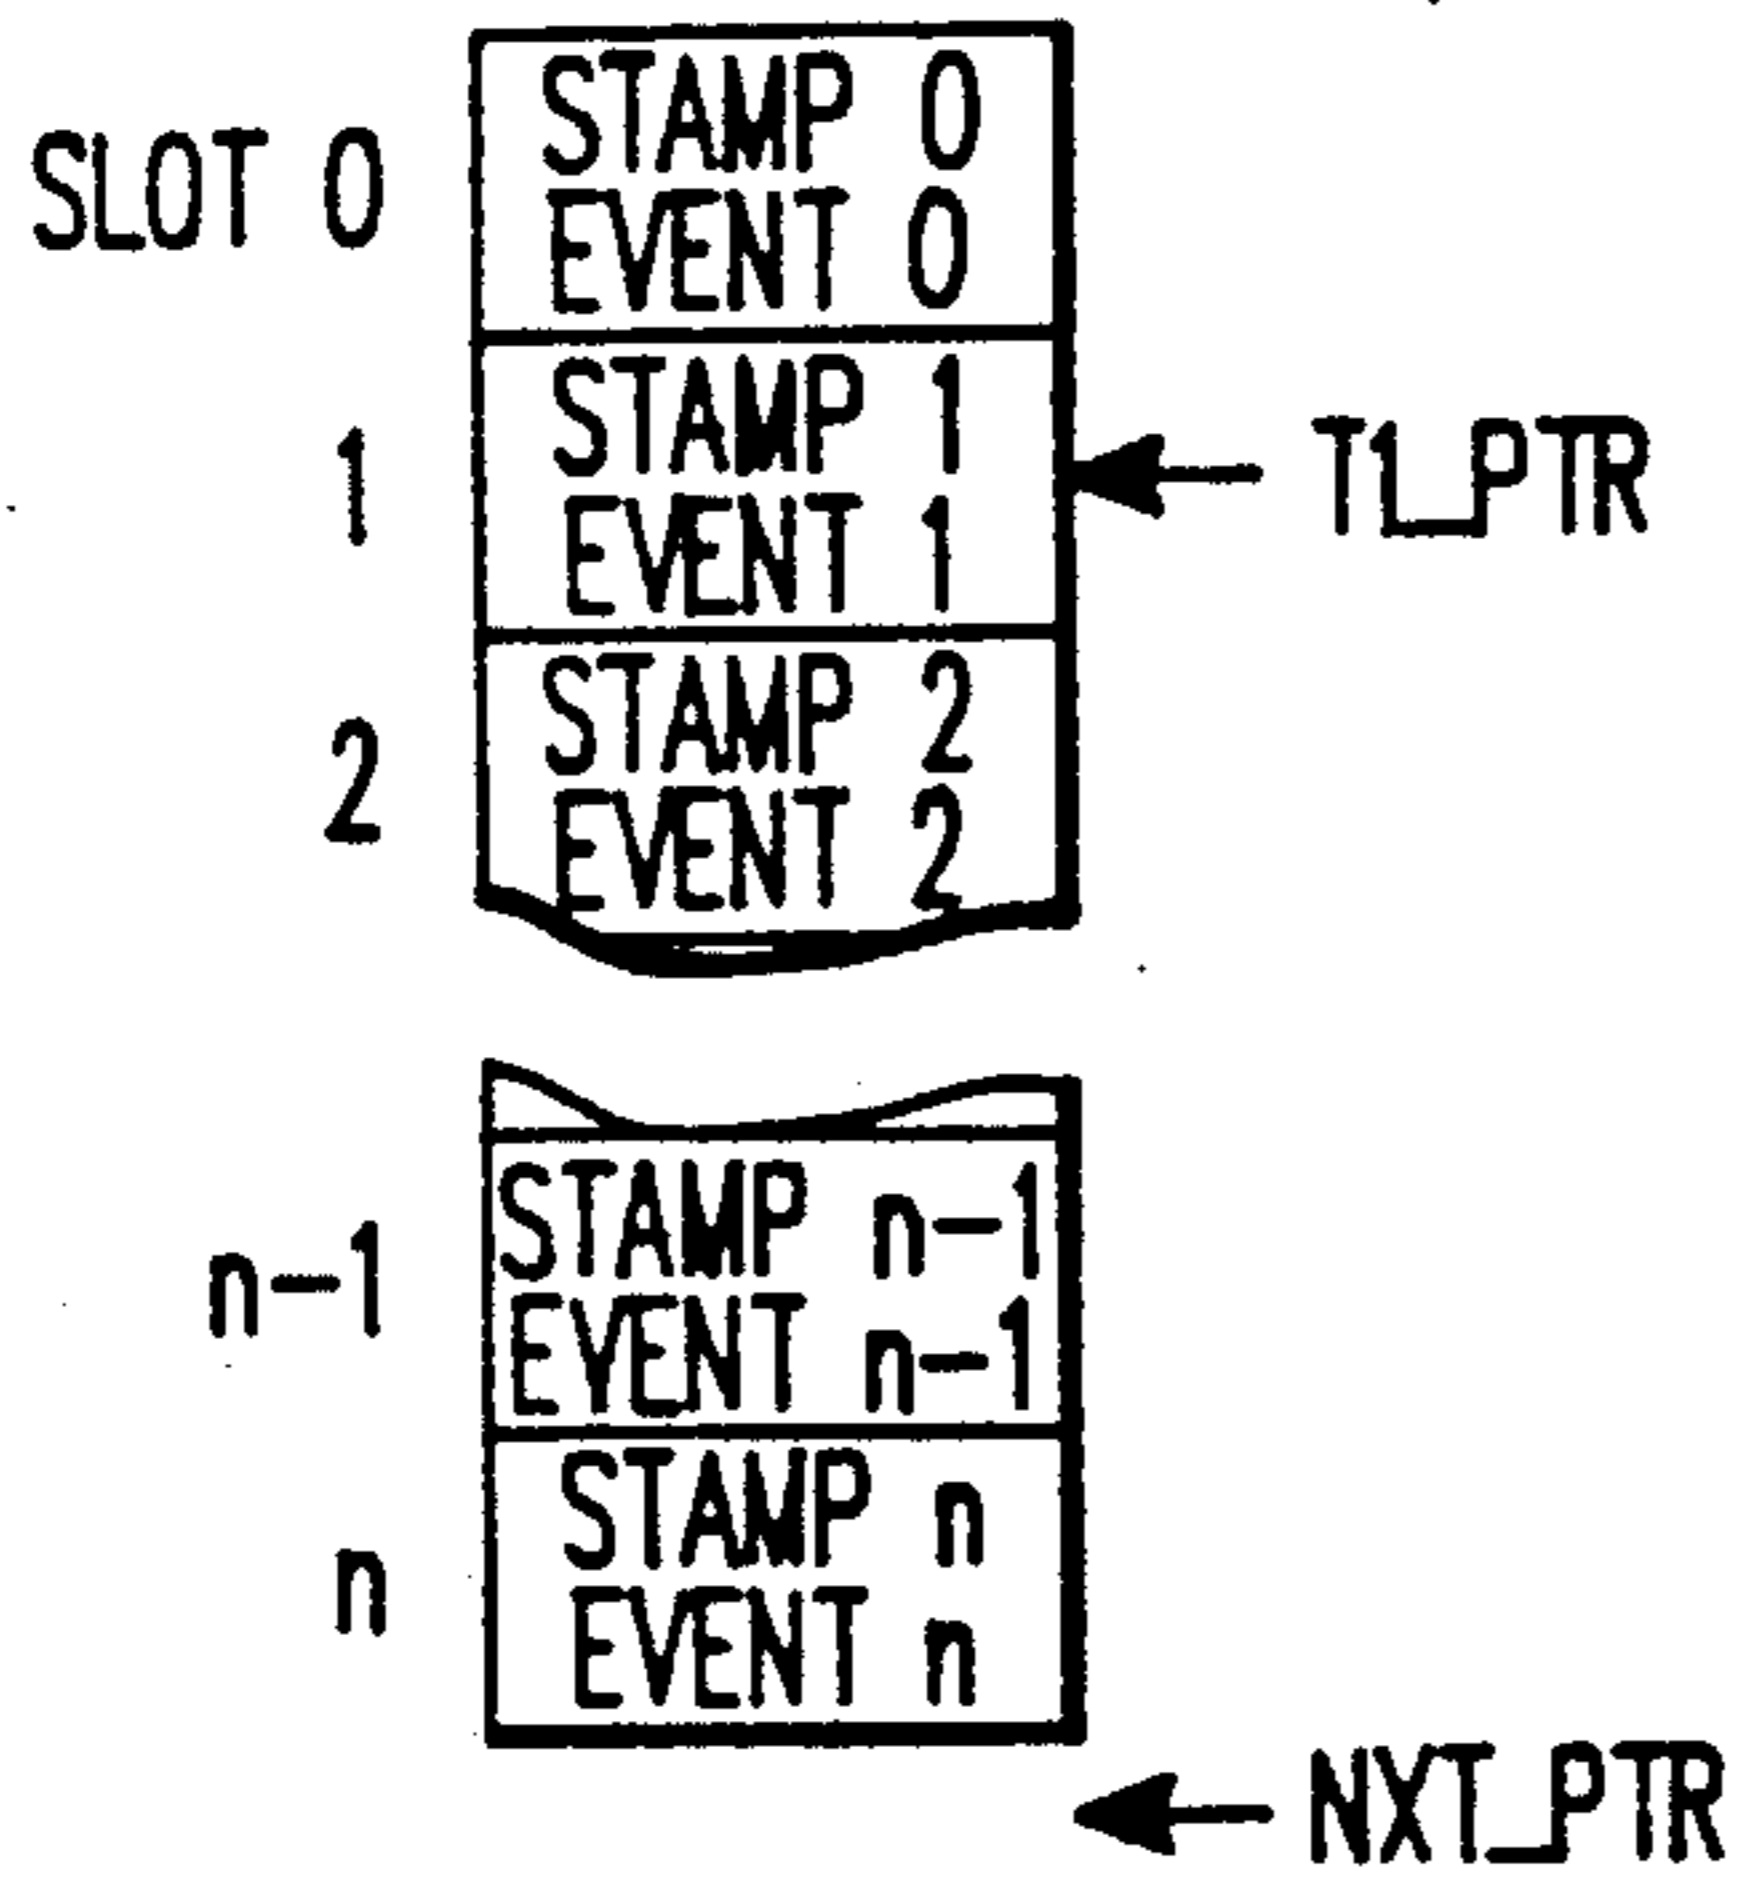 STAMP 0
SLOT 0
EVENT 0
STAMP 1
1
T1_PTR
EVENT 1
STAMP 2
2
EVENT 2
STAMP n-1
n-1
EVENT n-1
STAMP n
n
EVENT n
NXT_PTR